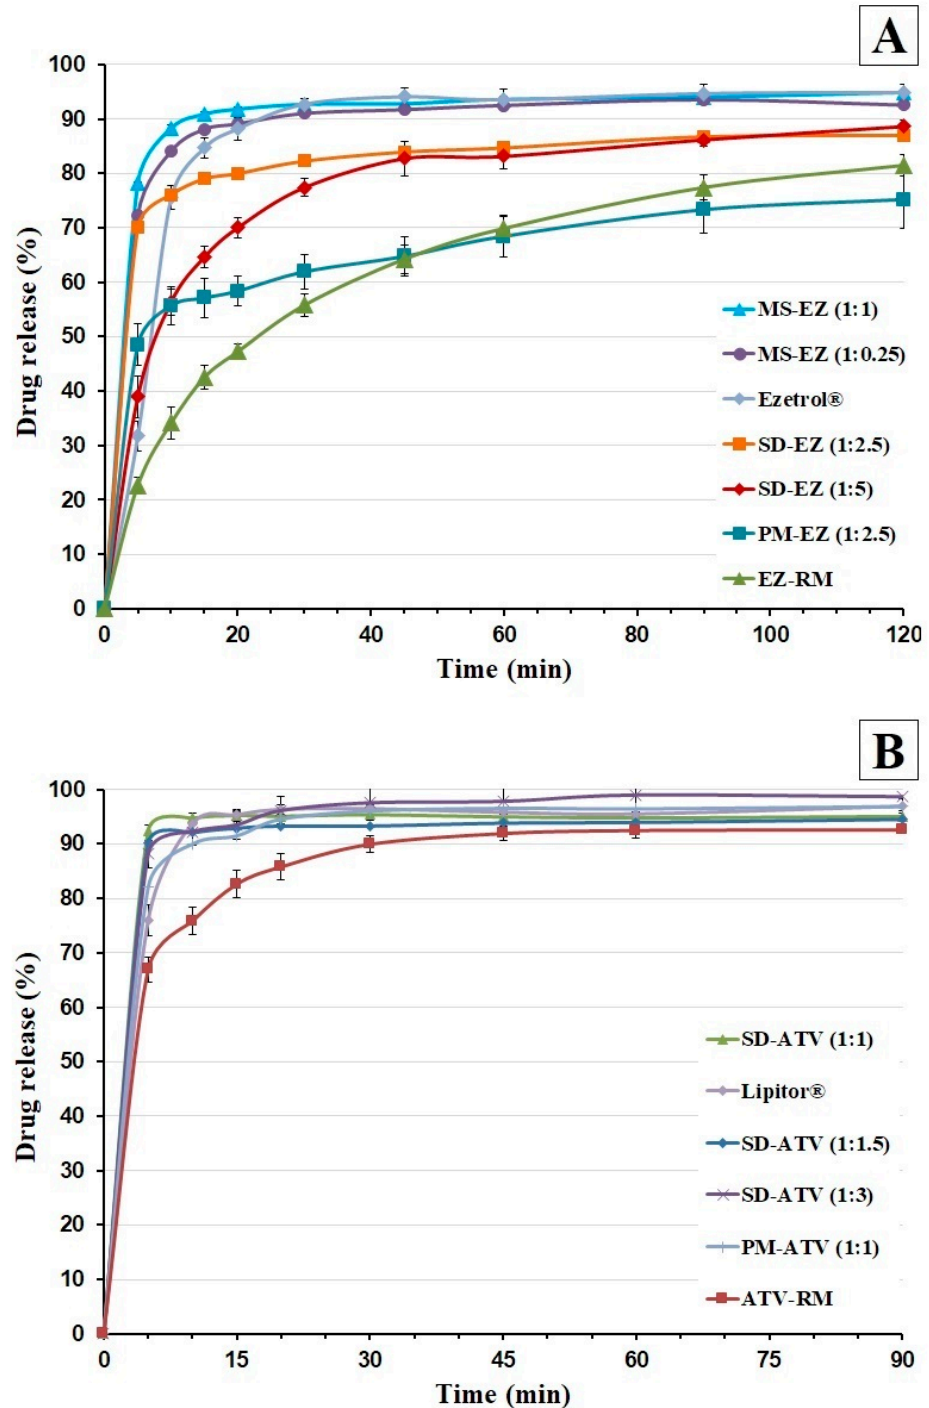 A
100
90
80
70
60
50
40
30
20
10
0
Drug release (%)
MS-EZ (1:1)
MS-EZ (1:0.25)
Ezetrol®
SD-EZ (1:2.5)
SD-EZ (1:5)
PM-EZ (1:2.5)
EZ-RM
0 20 40 60 80 100 120
Time (min)
B
100
90
80
70
60
50
40
30
20
10
0
Drug release (%)
SD-ATV (1:1)
Lipitor®
SD-ATV (1:1.5)
SD-ATV (1:3)
PM-ATV (1:1)
ATV-RM
0 15 30 45 60 75 90
Time (min)